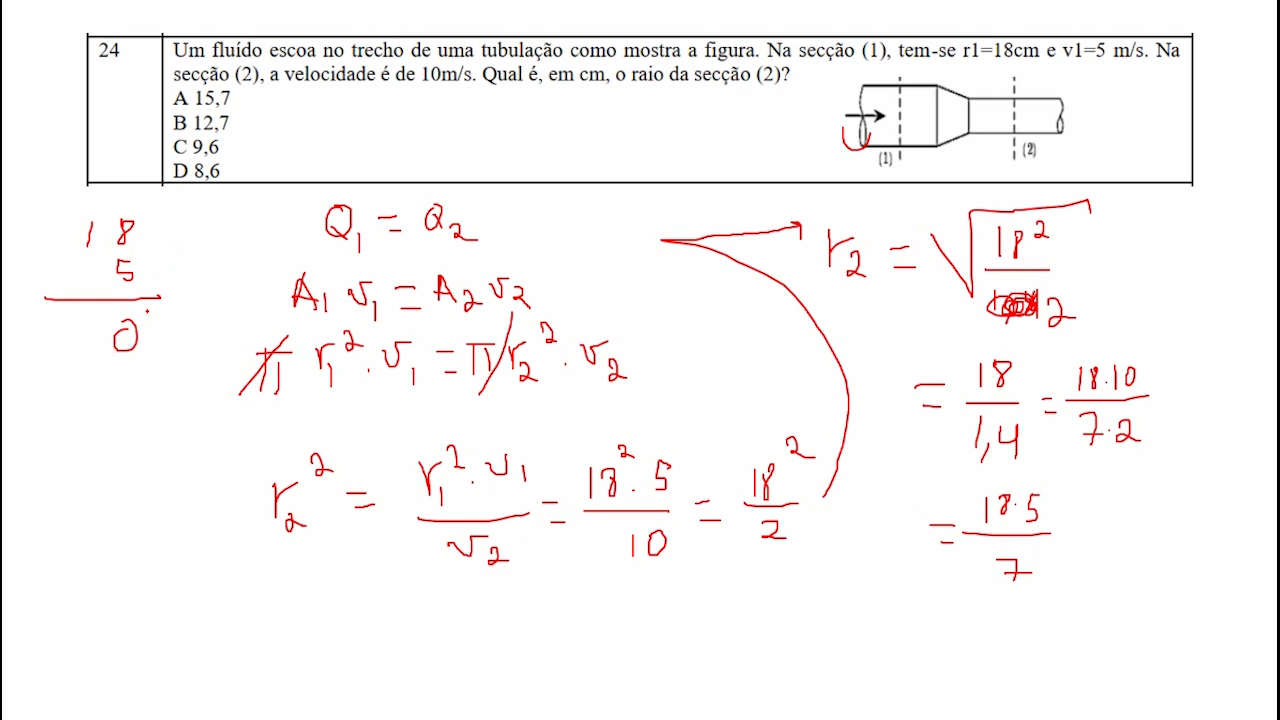 24
Um fluído escoa no trecho de uma tubulação como mostra a figura. Na secção (1), tem-se r1=18cm e v1=5 m/s. Na
secção (2), a velocidade é de 10m/s. Qual é, em cm, o raio da secção (2)?
A 15,7
B 12,7
C 9,6
D 8,6
(1)
(2)
18
5
0
Q₁ = Q₂
A₁ v₁ = A₂ v₂
π r₁² . v₁ = π r₂² . v₂
r₂² = r₁² . v₁ / v₂ = 18² . 5 / 10 = 18² / 2
r₂ = √ 18² / 2
= 18 / 1,4 = 18.10 / 7.2
= 18.5 / 7